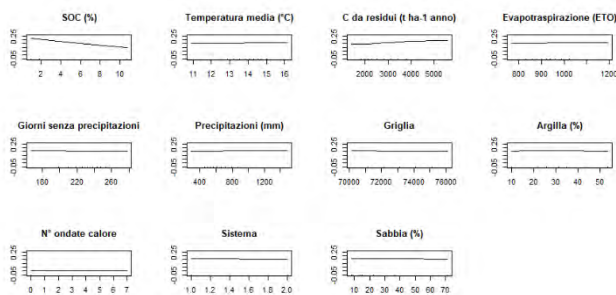 SOC (%)
Temperatura media (°C)
C da residui (t ha-1 anno)
Evapotraspirazione (ETO)
-0.05 0.25
-0.05 0.25
-0.05 0.25
-0.05 0.25
2 4 6 8 10
11 12 13 14 15 16
2000 3000 4000 5000
800 900 1000 1200
Giorni senza precipitazioni
Precipitazioni (mm)
Griglia
Argilla (%)
-0.05 0.25
-0.05 0.25
-0.05 0.25
-0.05 0.25
180 220 260
400 800 1400
70000 72000 74000 76000
10 20 30 40 50
N° ondate calore
Sistema
Sabbia (%)
-0.05 0.25
-0.05 0.25
-0.05 0.25
0 1 2 3 4 5 6 7
1.0 1.2 1.4 1.6 1.8 2.0
10 20 30 40 50 60 70